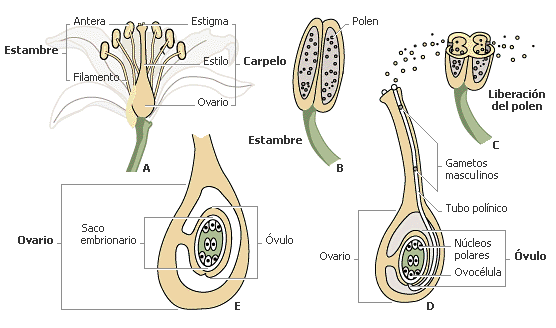 Antera
Estigma
Estambre
Estilo
Carpelo
Filamento
Ovario
A
Polen
Estambre
B
Liberación
del polen
C
Gametos
masculinos
Tubo polínico
Ovario
Núcleos
polares
Ovocélula
Óvulo
D
Ovario
Saco
embrionario
Óvulo
E